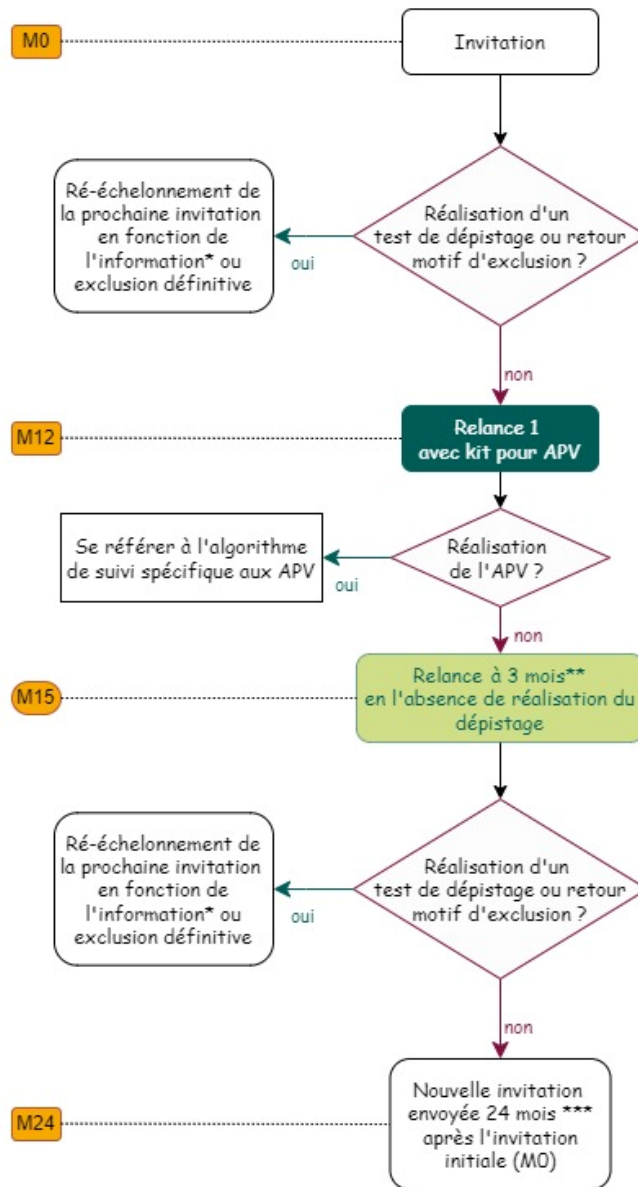 M0
Invitation
Ré-échelonnement de
la prochaine invitation
en fonction de
l'information* ou
exclusion définitive
oui
Réalisation d'un
test de dépistage ou retour
motif d'exclusion ?
non
M12
Relance 1
avec kit pour APV
Se référer à l'algorithme
de suivi spécifique aux APV
oui
Réalisation
de l'APV ?
non
M15
Relance à 3 mois**
en l'absence de réalisation du
dépistage
Ré-échelonnement de
la prochaine invitation
en fonction de
l'information* ou
exclusion définitive
oui
Réalisation d'un
test de dépistage ou retour
motif d'exclusion ?
non
M24
Nouvelle invitation
envoyée 24 mois ***
après l'invitation
initiale (M0)